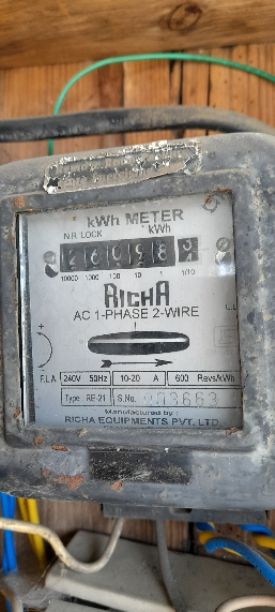 kWh METER
N.R. LOCK kWh
10000 1000 100 10 1 1/10
RICHA
AC 1-PHASE 2-WIRE
F.L.A 240V 50Hz 10-20 A 600 Revs/kWh
Type RE-21 S.No.
Manufactured by :
RICHA EQUIPMENTS PVT. LTD.